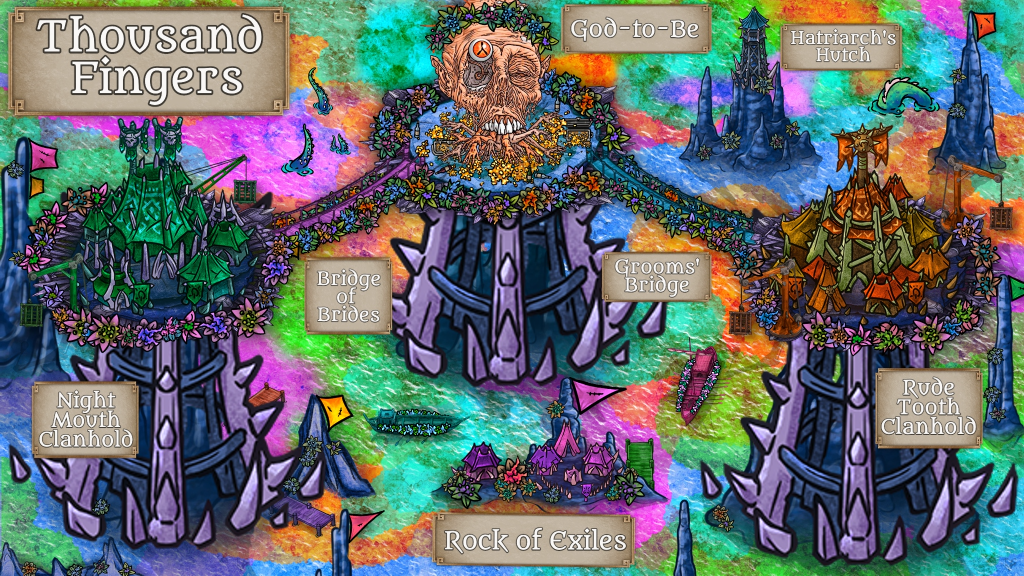 Thousand
Fingers
God-to-Be
Hatriarch's
Hutch
Bridge
of
Brides
Grooms'
Bridge
Night
Mouth
Clanhold
Rude
Tooth
Clanhold
Rock of Exiles